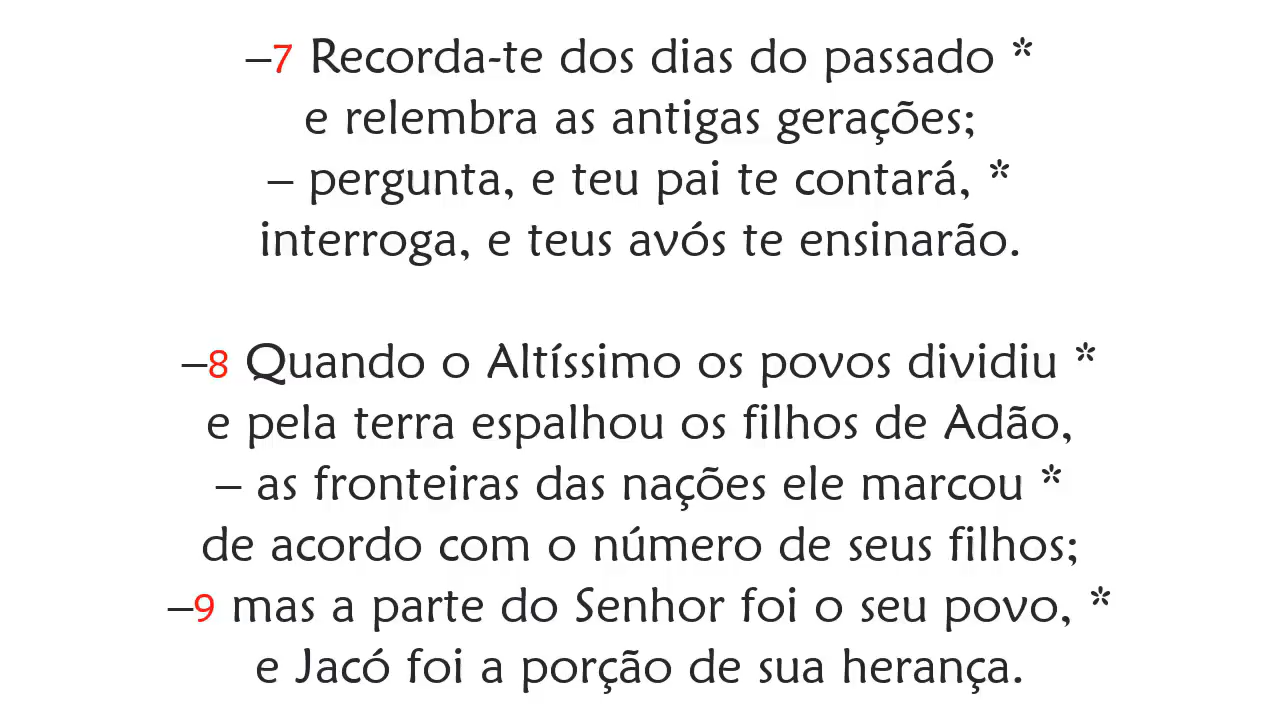 –7 Recorda-te dos dias do passado *
e relembra as antigas gerações;
– pergunta, e teu pai te contará, *
interroga, e teus avós te ensinarão.
–8 Quando o Altíssimo os povos dividiu *
e pela terra espalhou os filhos de Adão,
– as fronteiras das nações ele marcou *
de acordo com o número de seus filhos;
–9 mas a parte do Senhor foi o seu povo, *
e Jacó foi a porção de sua herança.